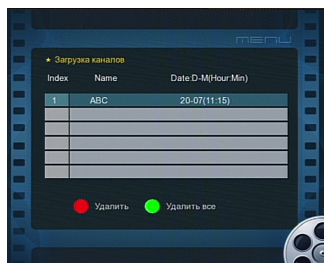 MENU
★ Загрузка каналов
Index Name Date:D-M(Hour:Min)
1 ABC 20-07(11:15)
Удалить Удалить все